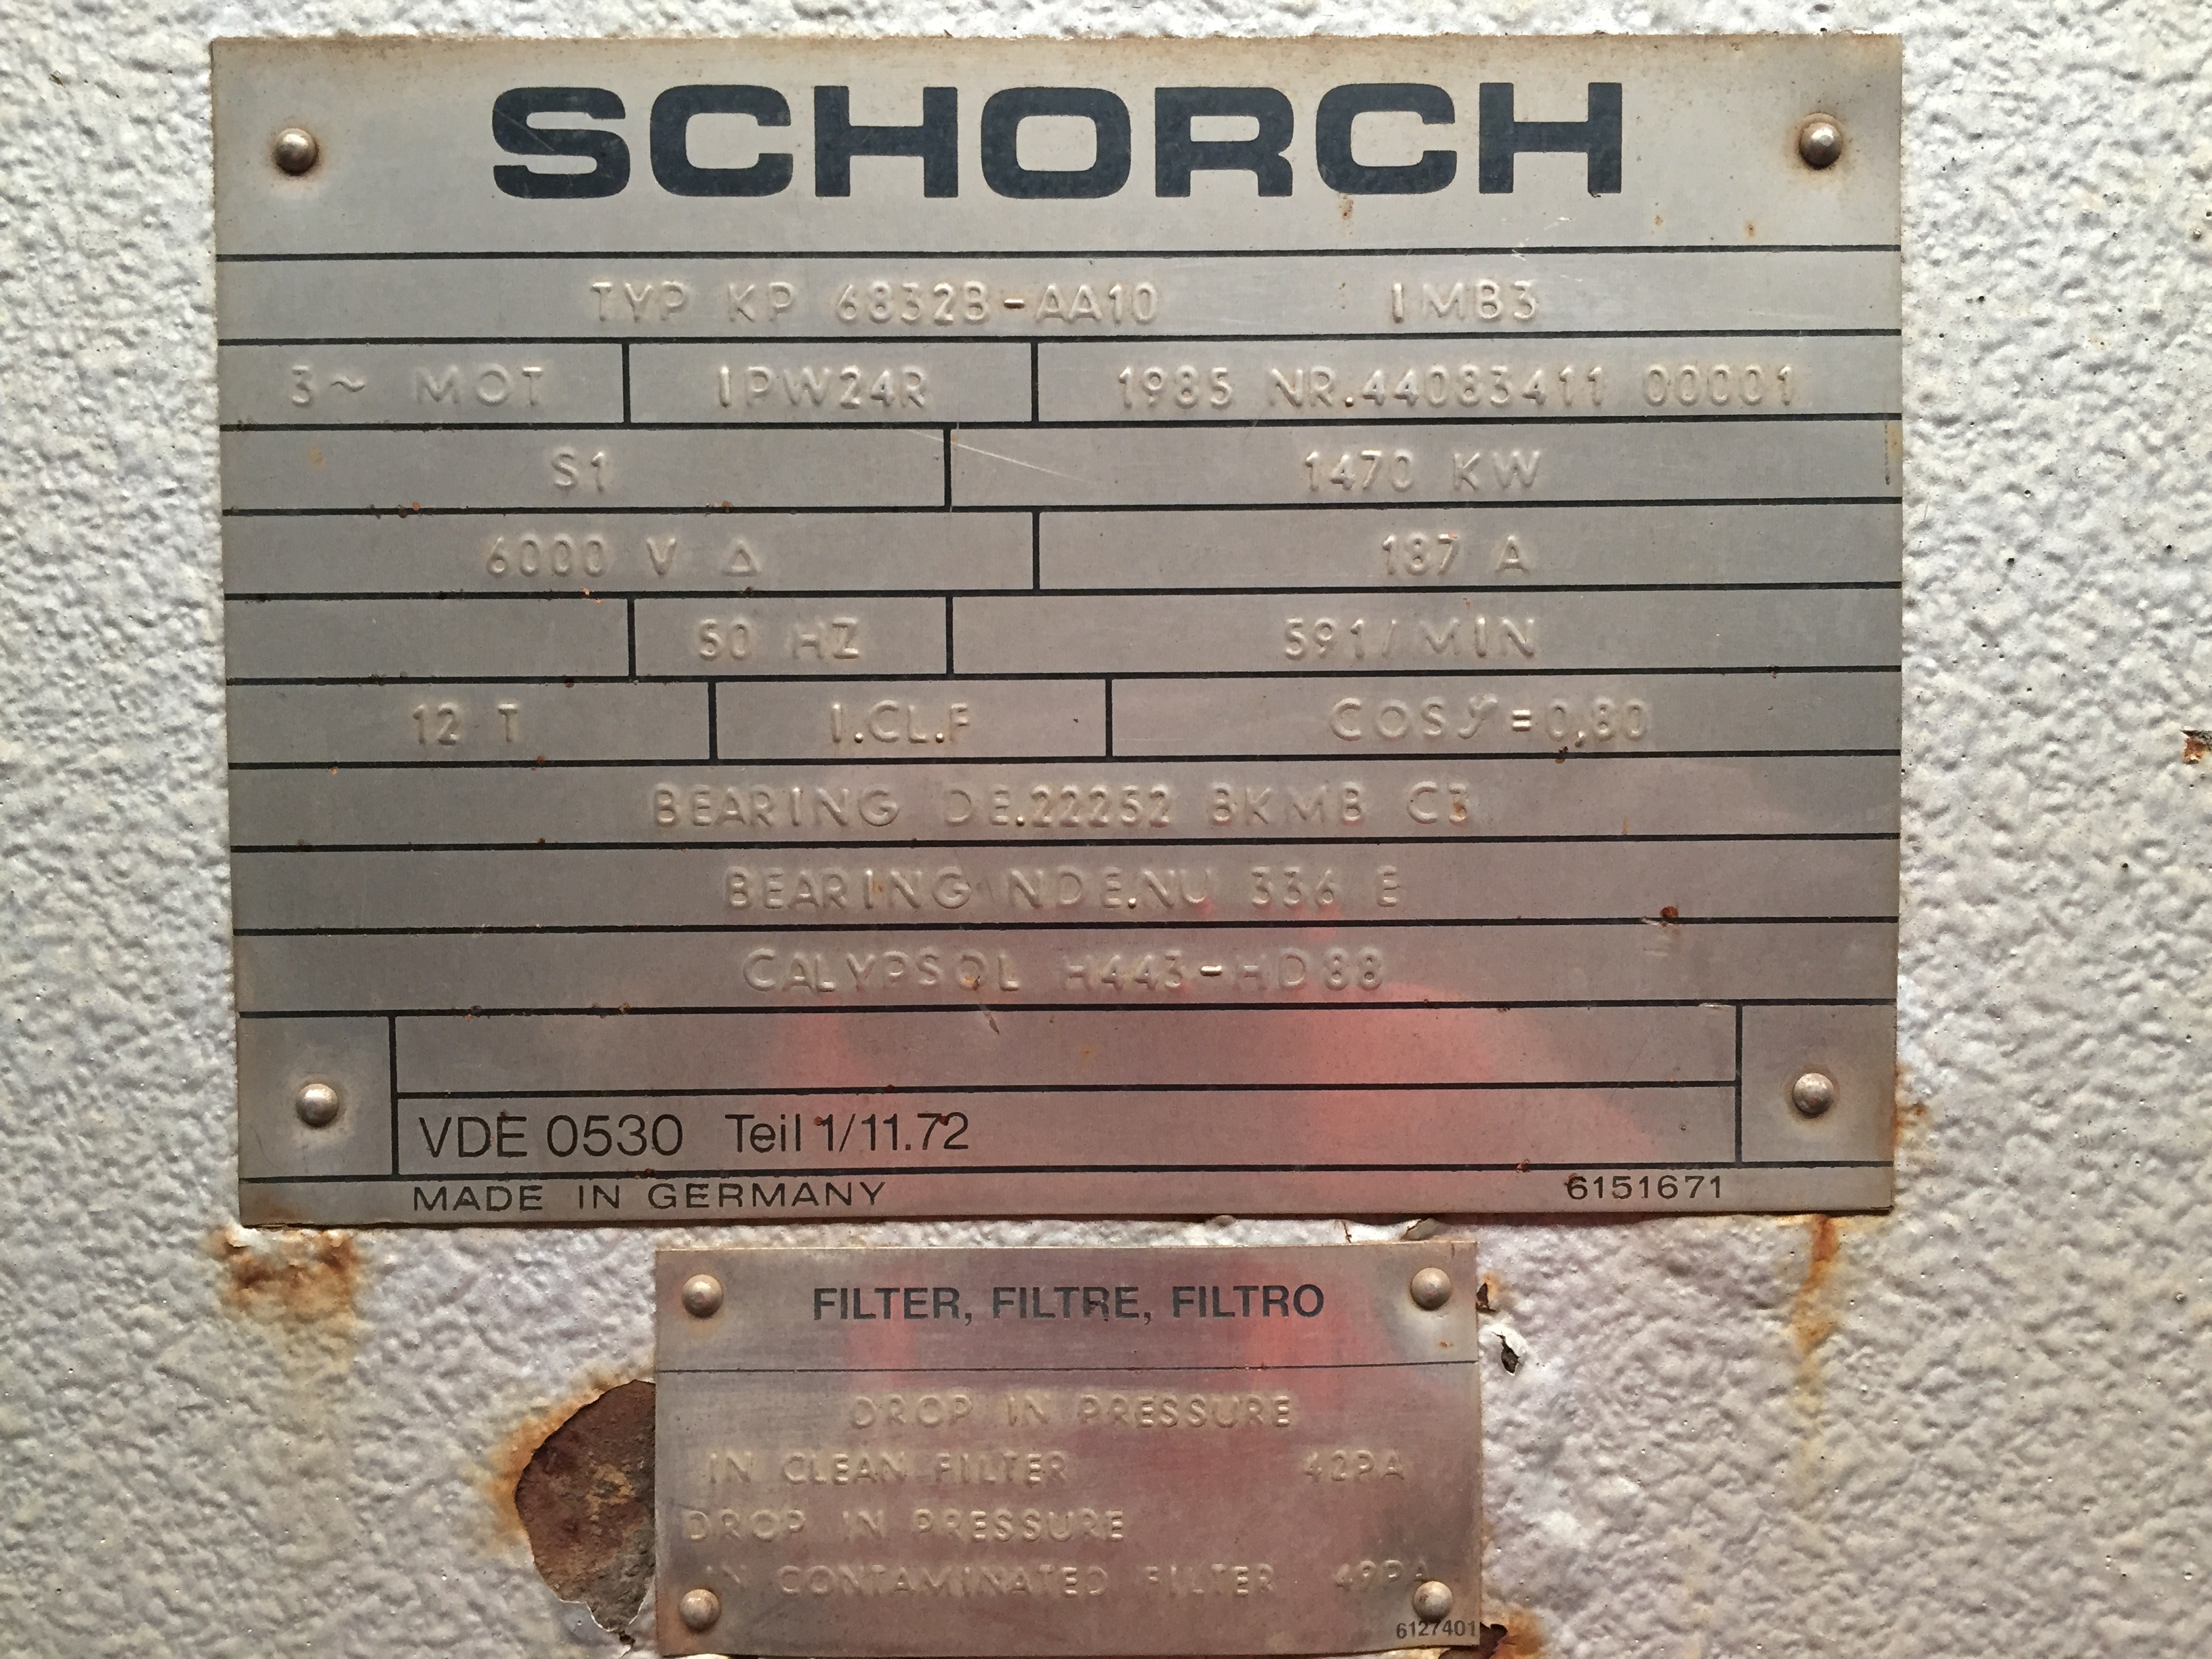 SCHORCH
TYP KP 6832B-AA10 IMB3
3~ MOT IPW24R 1985 NR.44083411 00001
S1 1470 KW
6000 V Δ 187 A
50 HZ 591/MIN
12 T I.CL.F COSφ=0,80
BEARING DE.22252 BKMB C3
BEARING NDE.NU 336 E
CALYPSOL H443-HD88
VDE 0530 Teil 1/11.72
MADE IN GERMANY 6151671
FILTER, FILTRE, FILTRO
DROP IN PRESSURE
IN CLEAN FILTER 42PA
DROP IN PRESSURE
IN CONTAMINATED FILTER 49PA
6127401